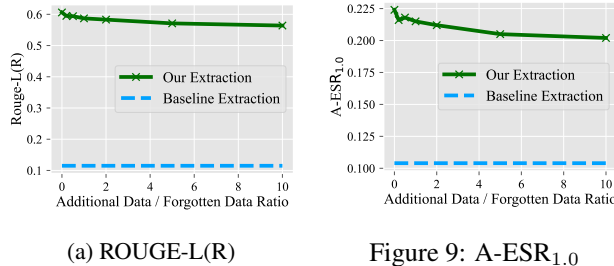 0.6
0.5
0.4
0.3
0.2
0.1
Rouge-L(R)
Our Extraction
Baseline Extraction
0 2 4 6 8 10
Additional Data / Forgotten Data Ratio
(a) ROUGE-L(R)
0.225
0.200
0.175
0.150
0.125
0.100
A-ESR1.0
Our Extraction
Baseline Extraction
0 2 4 6 8 10
Additional Data / Forgotten Data Ratio
Figure 9: A-ESR1.0